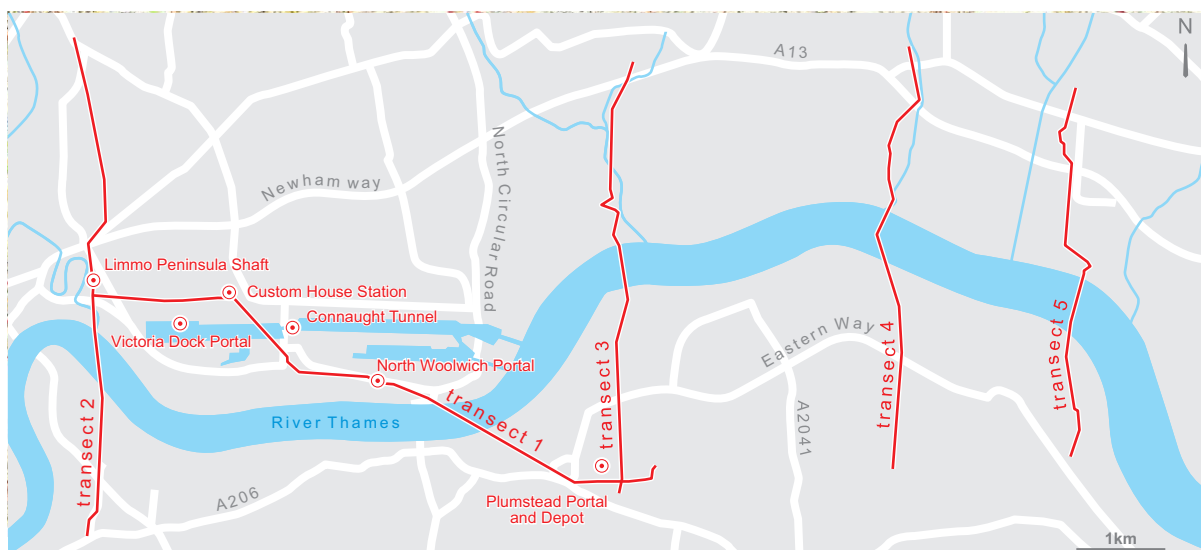 N
A13
North Circular Road
Newham way
Limmo Peninsula Shaft
Custom House Station
Connaught Tunnel
Victoria Dock Portal
North Woolwich Portal
River Thames
transect 1
transect 2
transect 3
transect 4
transect 5
Eastern Way
A2041
A206
Plumstead Portal
and Depot
1km